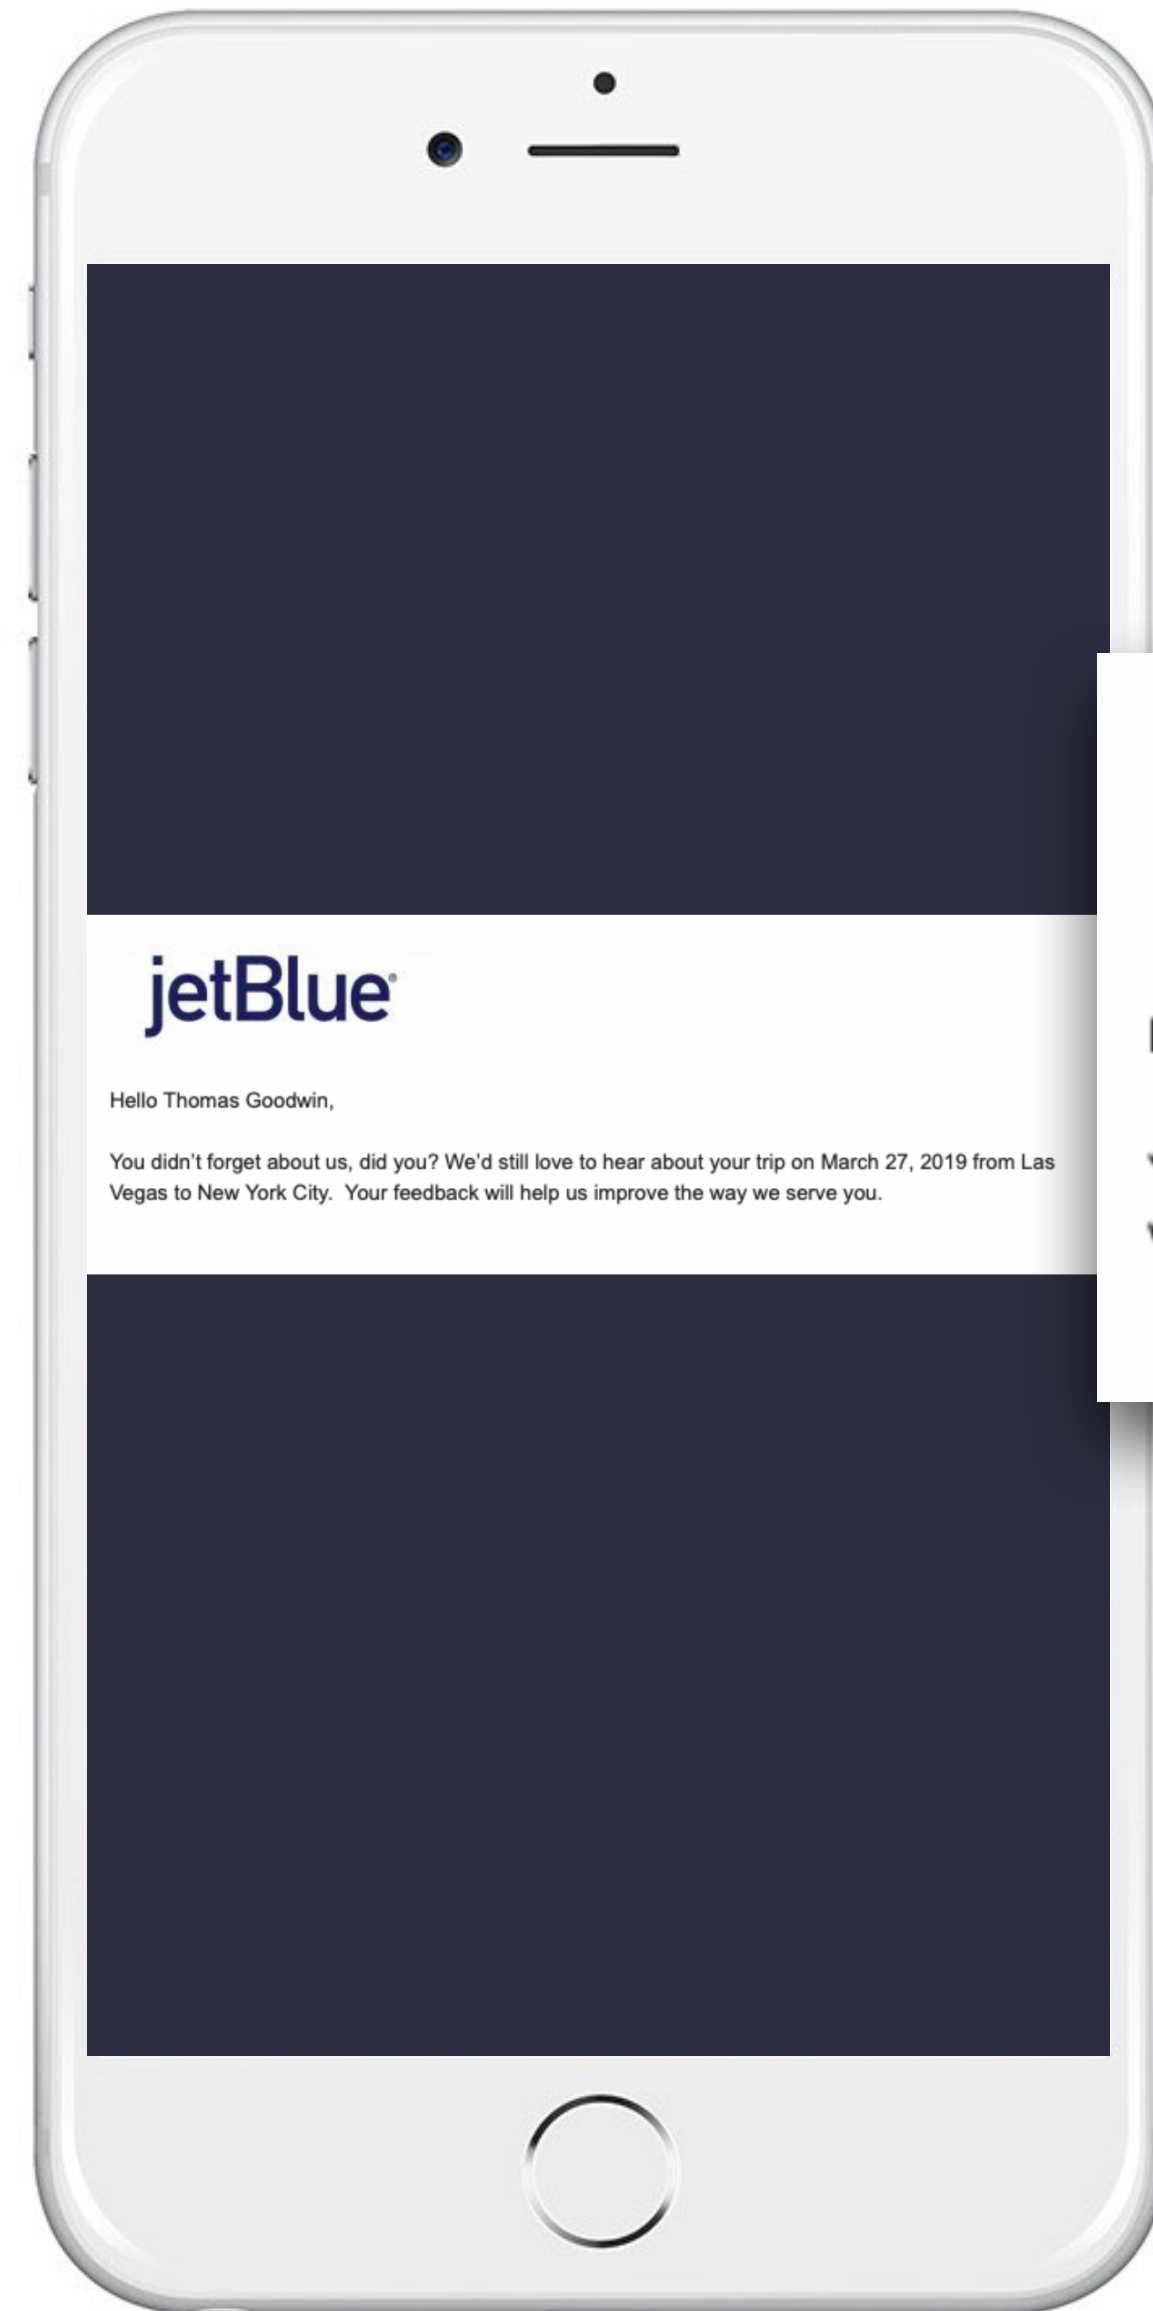 jetBlue®
Hello Thomas Goodwin,
You didn't forget about us, did you? We'd still love to hear about your trip on March 27, 2019 from Las
Vegas to New York City.  Your feedback will help us improve the way we serve you.